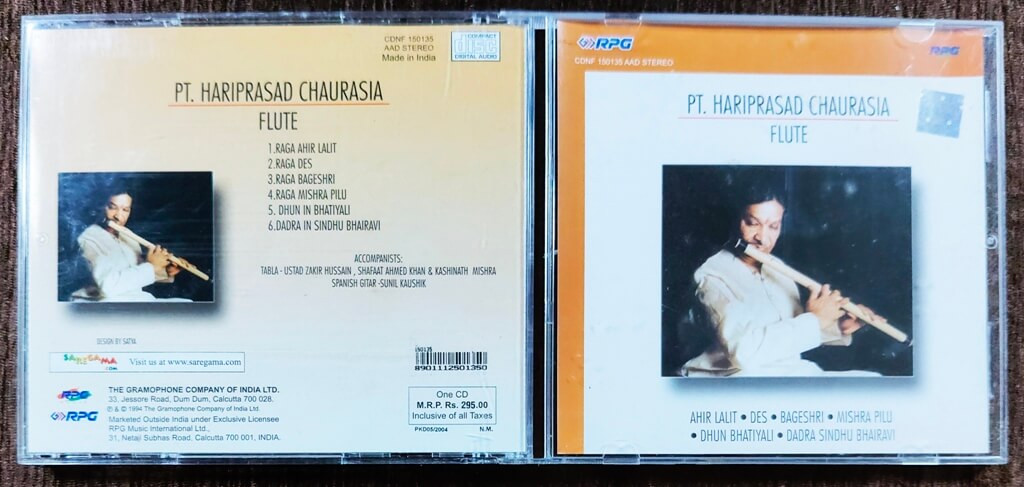 CDNF 150135
AAD STEREO
Made in India
COMPACT
disc
DIGITAL AUDIO
PT. HARIPRASAD CHAURASIA
FLUTE
1.RAGA AHIR LALIT
2.RAGA DES
3.RAGA BAGESHRI
4.RAGA MISHRA PILU
5. DHUN IN BHATIYALI
6.DADRA IN SINDHU BHAIRAVI
ACCOMPANISTS:
TABLA - USTAD ZAKIR HUSSAIN , SHAFAAT AHMED KHAN & KASHINATH MISHRA
SPANISH GITAR -SUNIL KAUSHIK
DESIGN BY SATYA
SAREGAMA
.COM
Visit us at www.saregama.com
RPG
THE GRAMOPHONE COMPANY OF INDIA LTD.
33, Jessore Road, Dum Dum, Calcutta 700 028.
℗ & © 1994 The Gramophone Company of India Ltd.
RPG
Marketed Outside India under Exclusive Licensee
RPG Music International Ltd.,
31, Netaji Subhas Road, Calcutta 700 001, INDIA.
8901112501350
One CD
M.R.P. Rs. 295.00
Inclusive of all Taxes
PKD05/2004 N.M.
RPG
RPG
CDNF 150135 AAD STEREO
PT. HARIPRASAD CHAURASIA
FLUTE
AHIR LALIT • DES • BAGESHRI • MISHRA PILU
• DHUN BHATIYALI • DADRA SINDHU BHAIRAVI